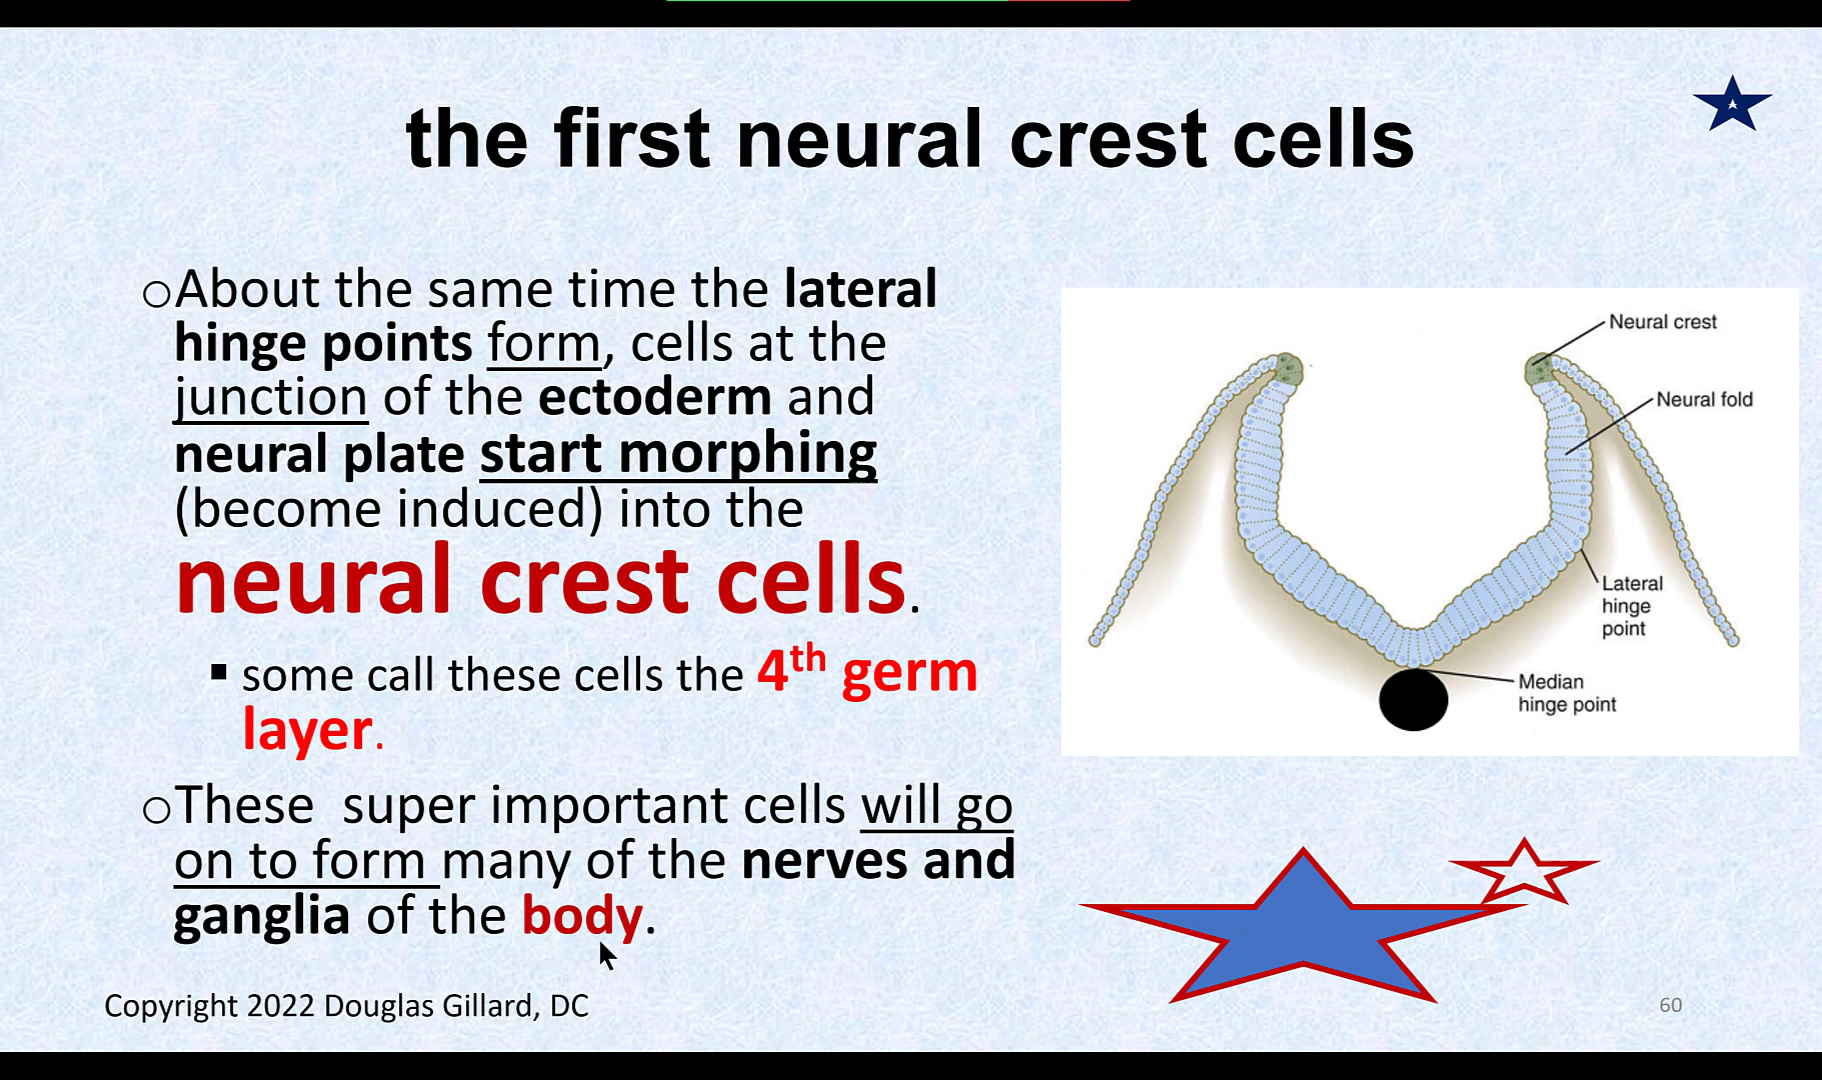 the first neural crest cells
oAbout the same time the lateral
hinge points form, cells at the
junction of the ectoderm and
neural plate start morphing
(become induced) into the
neural crest cells.
▪ some call these cells the 4th germ
layer.
oThese  super important cells will go
on to form many of the nerves and
ganglia of the body.
Neural crest
Neural fold
Lateral
hinge
point
Median
hinge point
Copyright 2022 Douglas Gillard, DC
60